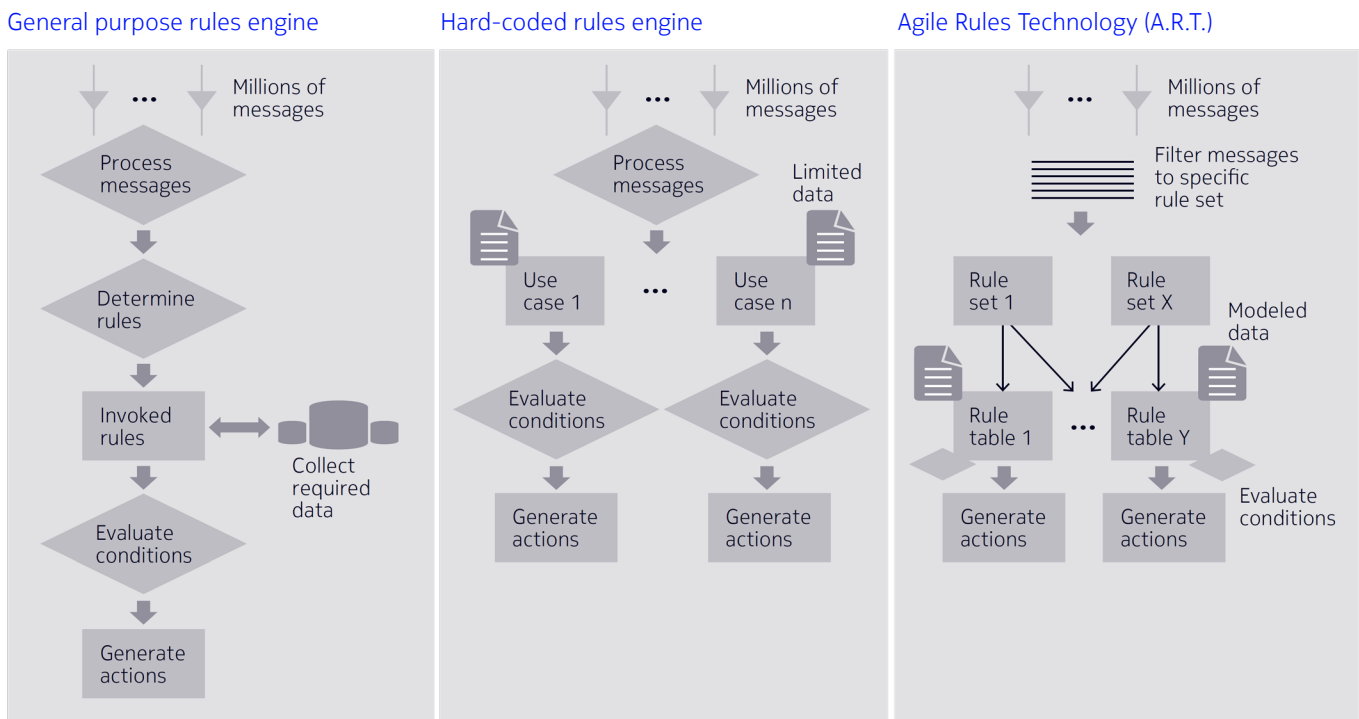 General purpose rules engine
Millions of
messages
...
Process
messages
Determine
rules
Invoked
rules
Collect
required
data
Evaluate
conditions
Generate
actions
Hard-coded rules engine
Millions of
messages
...
Process
messages
Limited
data
Use
case 1
...
Use
case n
Evaluate
conditions
Evaluate
conditions
Generate
actions
Generate
actions
Agile Rules Technology (A.R.T.)
Millions of
messages
...
Filter messages
to specific
rule set
Rule
set 1
Rule
set X
Modeled
data
Rule
table 1
...
Rule
table Y
Evaluate
conditions
Generate
actions
Generate
actions